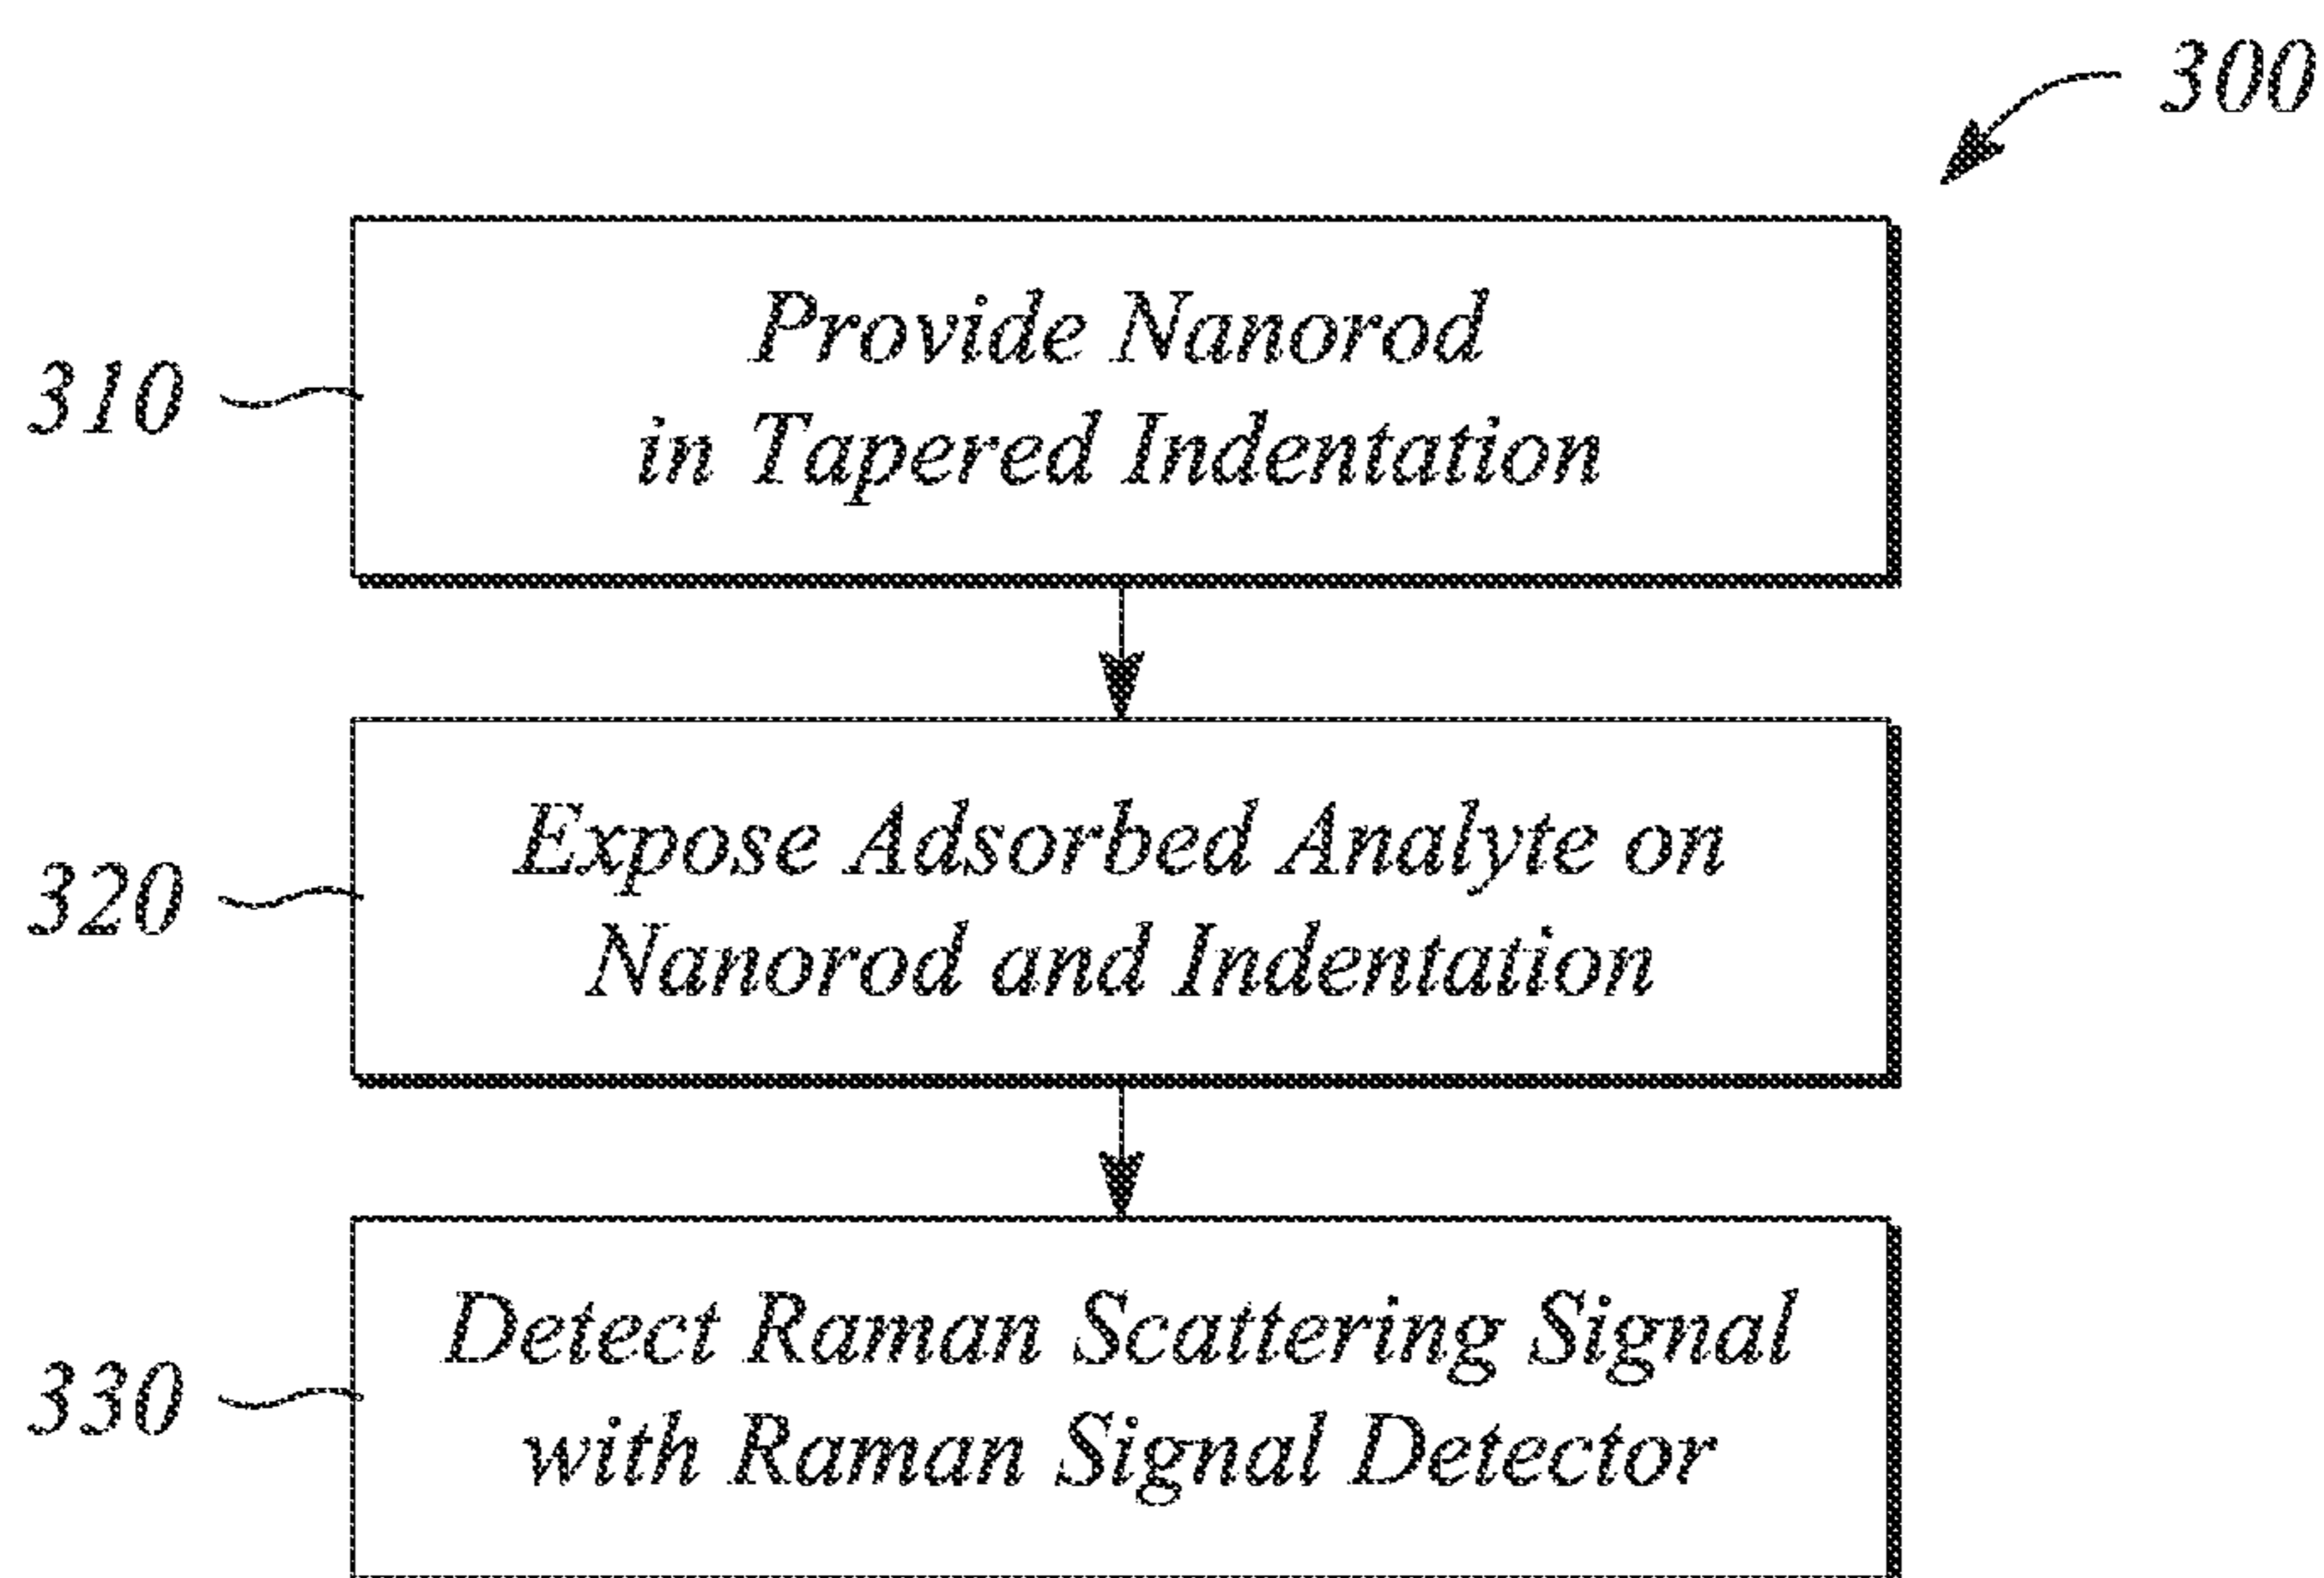 300
310
Provide Nanorod
in Tapered Indentation
320
Expose Adsorbed Analyte on
Nanorod and Indentation
330
Detect Raman Scattering Signal
with Raman Signal Detector